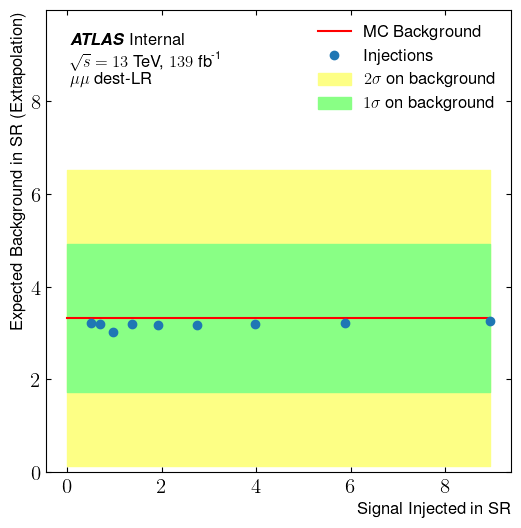 ATLAS Internal
√s = 13 TeV, 139 fb⁻¹
μμ dest-LR
MC Background
Injections
2σ on background
1σ on background
Expected Background in SR (Extrapolation)
8
6
4
2
0
0 2 4 6 8
Signal Injected in SR